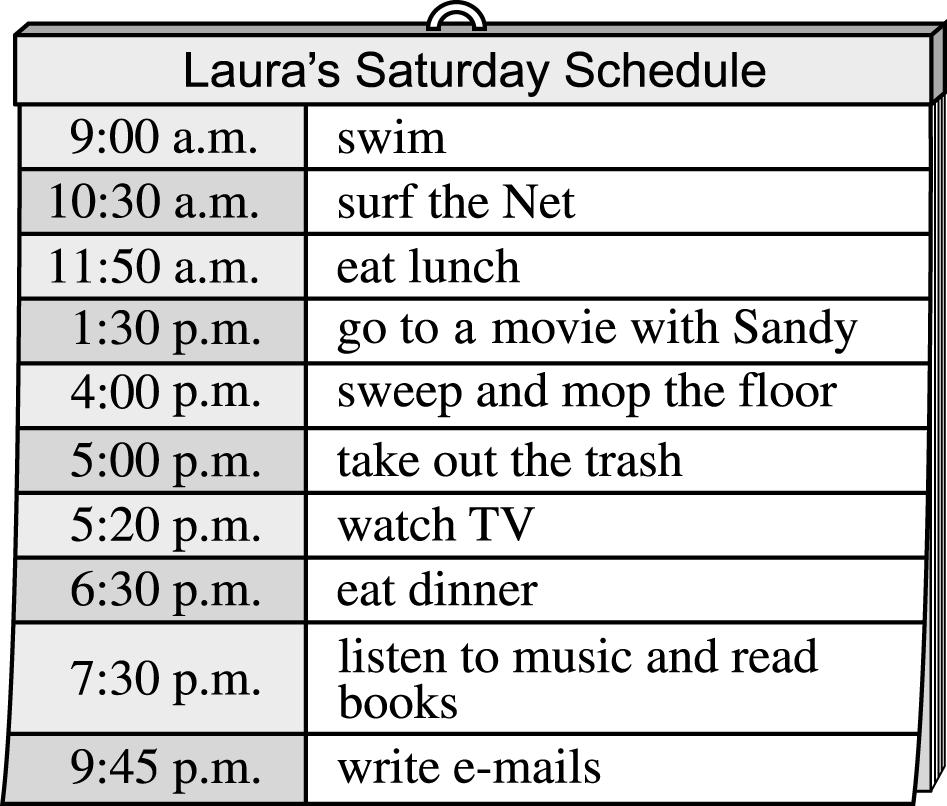 Laura’s Saturday Schedule
9:00 a.m. swim
10:30 a.m. surf the Net
11:50 a.m. eat lunch
1:30 p.m. go to a movie with Sandy
4:00 p.m. sweep and mop the floor
5:00 p.m. take out the trash
5:20 p.m. watch TV
6:30 p.m. eat dinner
7:30 p.m. listen to music and read
books
9:45 p.m. write e-mails